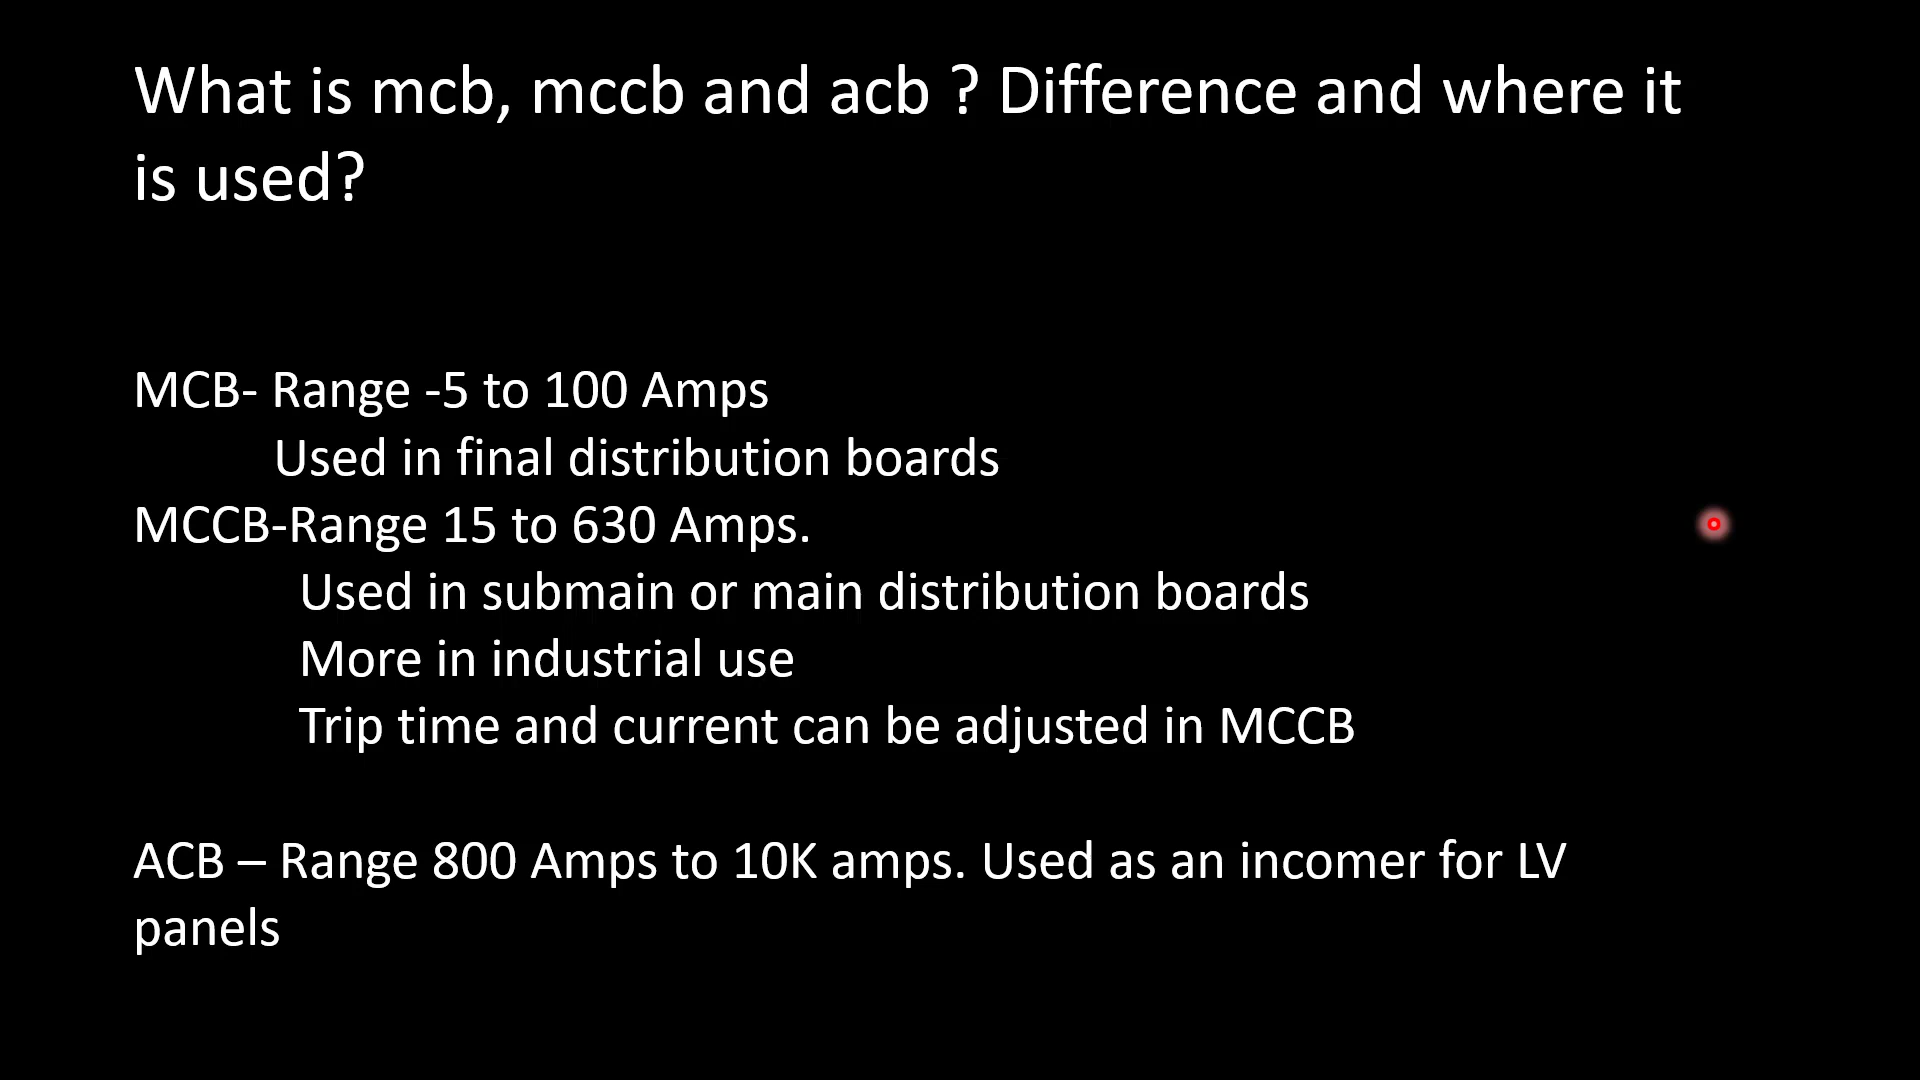 What is mcb, mccb and acb ? Difference and where it
is used?
MCB- Range -5 to 100 Amps
Used in final distribution boards
MCCB-Range 15 to 630 Amps.
Used in submain or main distribution boards
More in industrial use
Trip time and current can be adjusted in MCCB
ACB – Range 800 Amps to 10K amps. Used as an incomer for LV
panels